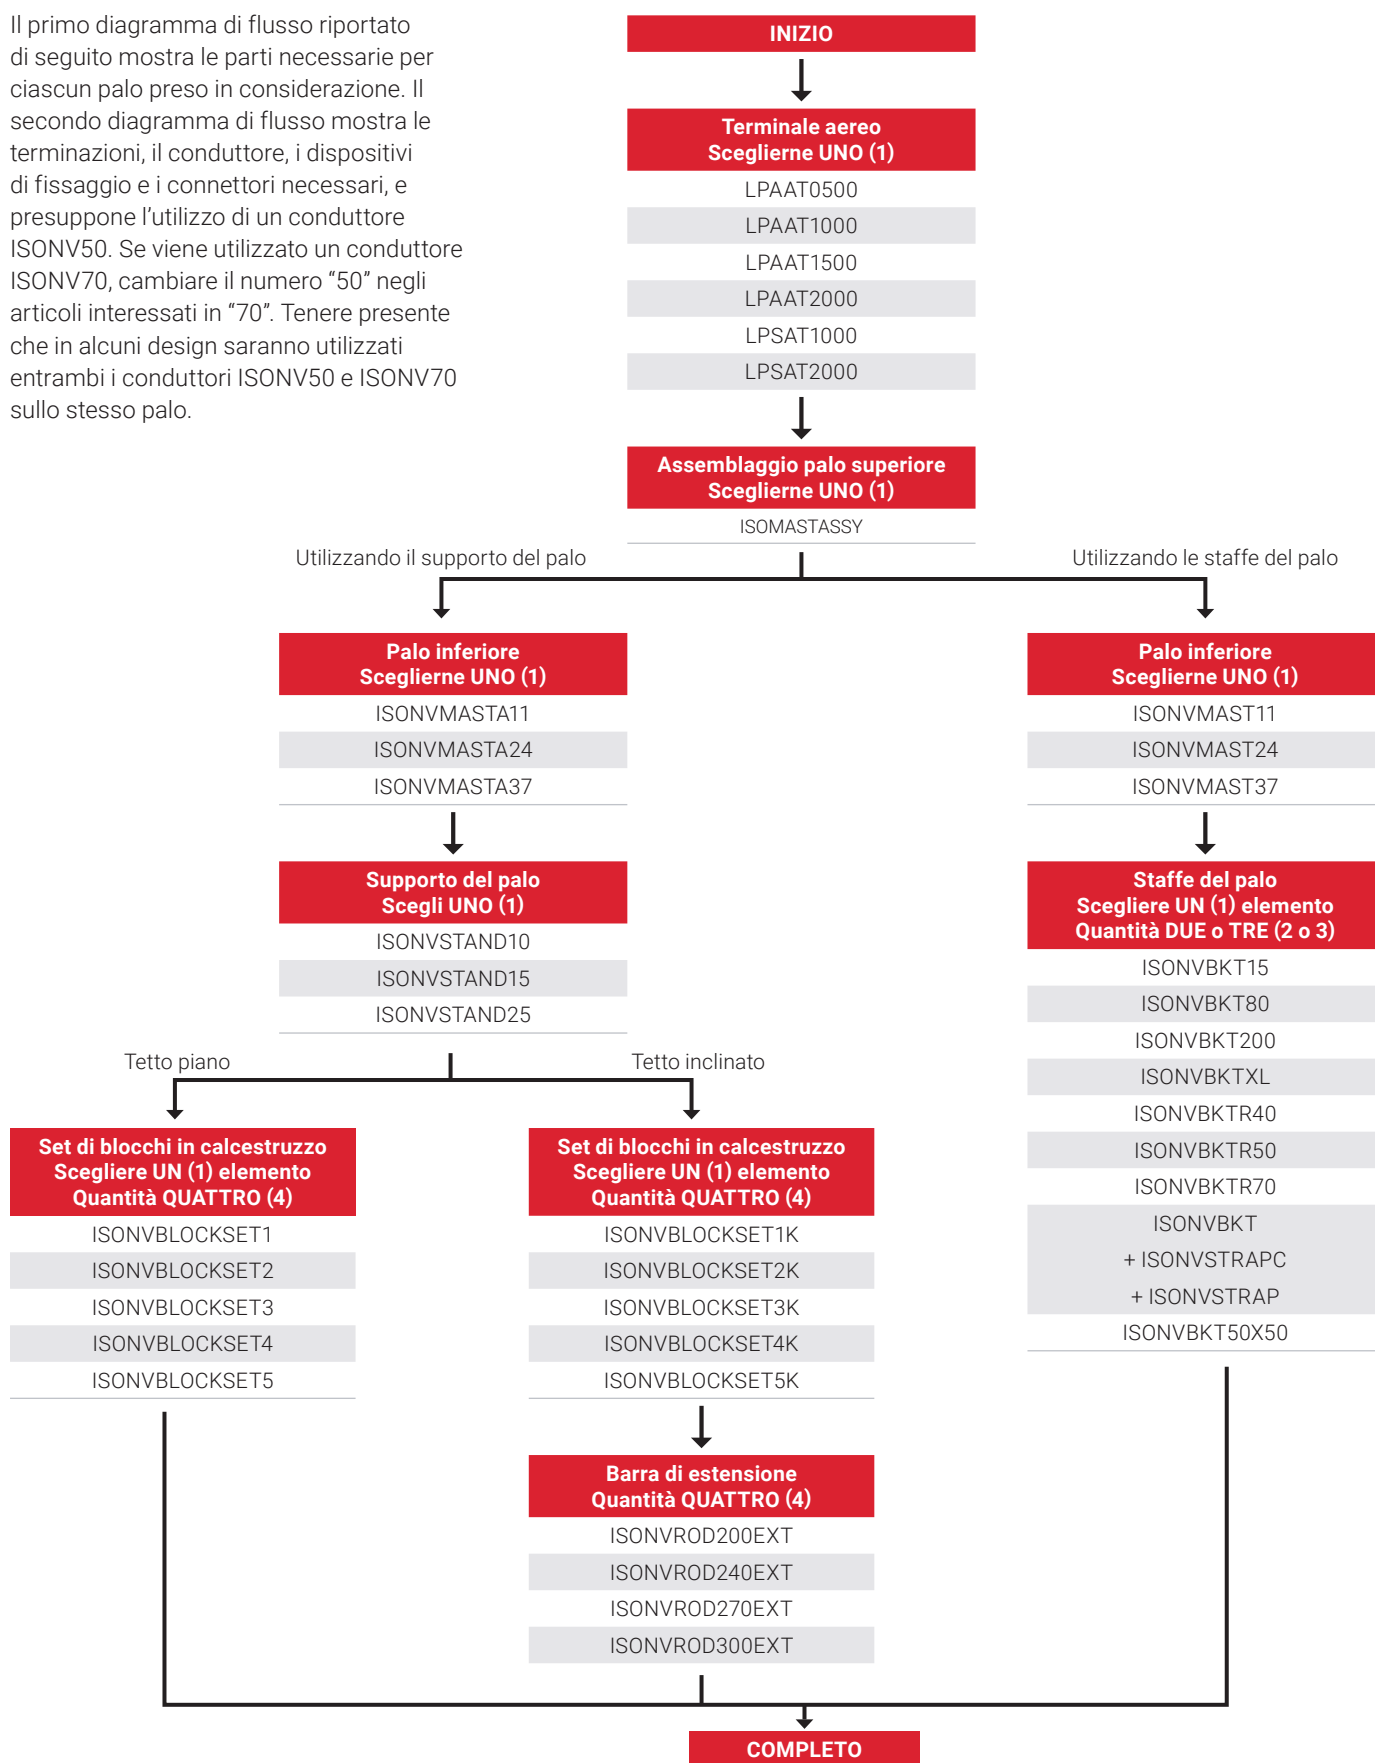 Il primo diagramma di flusso riportato
di seguito mostra le parti necessarie per
ciascun palo preso in considerazione. Il
secondo diagramma di flusso mostra le
terminazioni, il conduttore, i dispositivi
di fissaggio e i connettori necessari, e
presuppone l’utilizzo di un conduttore
ISONV50. Se viene utilizzato un conduttore
ISONV70, cambiare il numero “50” negli
articoli interessati in “70”. Tenere presente
che in alcuni design saranno utilizzati
entrambi i conduttori ISONV50 e ISONV70
sullo stesso palo.
INIZIO
Terminale aereo
Sceglierne UNO (1)
LPAAT0500
LPAAT1000
LPAAT1500
LPAAT2000
LPSAT1000
LPSAT2000
Assemblaggio palo superiore
Sceglierne UNO (1)
ISOMASTASSY
Utilizzando il supporto del palo
Utilizzando le staffe del palo
Palo inferiore
Sceglierne UNO (1)
ISONVMASTA11
ISONVMASTA24
ISONVMASTA37
Supporto del palo
Scegli UNO (1)
ISONVSTAND10
ISONVSTAND15
ISONVSTAND25
Tetto piano
Tetto inclinato
Set di blocchi in calcestruzzo
Scegliere UN (1) elemento
Quantità QUATTRO (4)
ISONVBLOCKSET1
ISONVBLOCKSET2
ISONVBLOCKSET3
ISONVBLOCKSET4
ISONVBLOCKSET5
Set di blocchi in calcestruzzo
Scegliere UN (1) elemento
Quantità QUATTRO (4)
ISONVBLOCKSET1K
ISONVBLOCKSET2K
ISONVBLOCKSET3K
ISONVBLOCKSET4K
ISONVBLOCKSET5K
Barra di estensione
Quantità QUATTRO (4)
ISONVROD200EXT
ISONVROD240EXT
ISONVROD270EXT
ISONVROD300EXT
Palo inferiore
Sceglierne UNO (1)
ISONVMAST11
ISONVMAST24
ISONVMAST37
Staffe del palo
Scegliere UN (1) elemento
Quantità DUE o TRE (2 o 3)
ISONVBKT15
ISONVBKT80
ISONVBKT200
ISONVBKTXL
ISONVBKTR40
ISONVBKTR50
ISONVBKTR70
ISONVBKT
+ ISONVSTRAPC
+ ISONVSTRAP
ISONVBKT50X50
COMPLETO